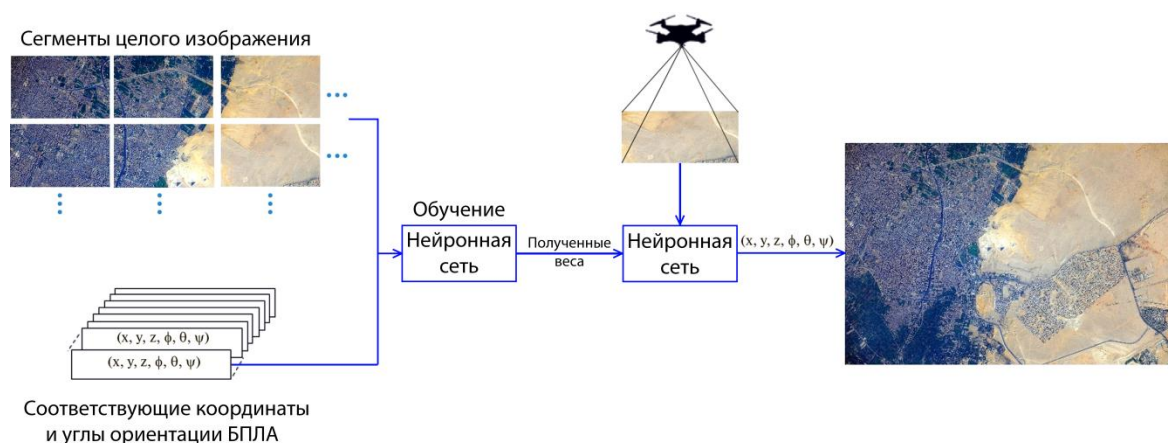 Сегменты целого изображения
Обучение
Нейронная
сеть
Полученные
веса
Нейронная
сеть
(x, y, z, ϕ, θ, ψ)
(x, y, z, ϕ, θ, ψ)
(x, y, z, ϕ, θ, ψ)
Соответствующие координаты
и углы ориентации БПЛА